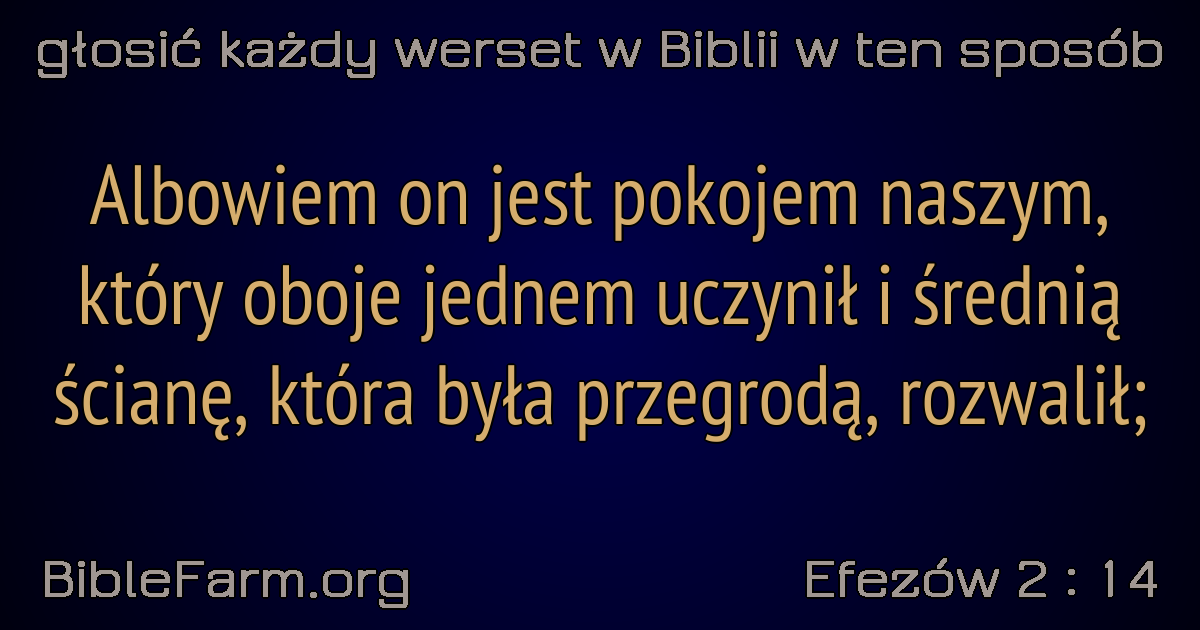 głosić każdy werset w Biblii w ten sposób
Albowiem on jest pokojem naszym,
który oboje jednem uczynił i średnią
ścianę, która była przegrodą, rozwalił;
BibleFarm.org
Efezów 2 : 14